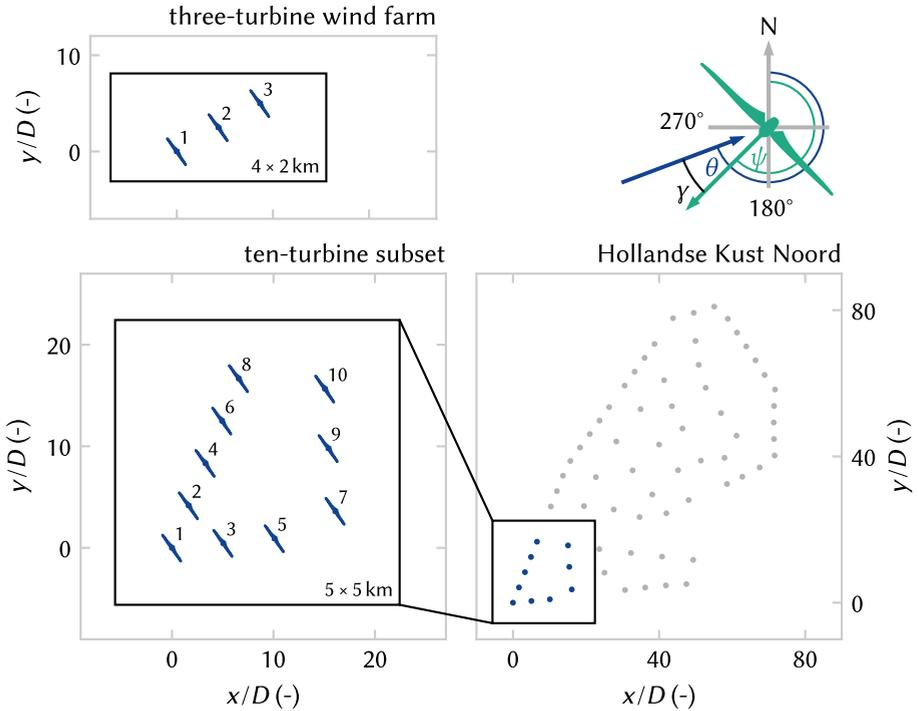 three-turbine wind farm
10
0
y/D (-)
1
2
3
4 × 2 km
N
270°
180°
θ
ψ
γ
ten-turbine subset
20
10
0
y/D (-)
8
10
6
9
4
2
7
1
3
5
5 × 5 km
0
10
20
x/D (-)
Hollandse Kust Noord
80
40
0
y/D (-)
0
40
80
x/D (-)